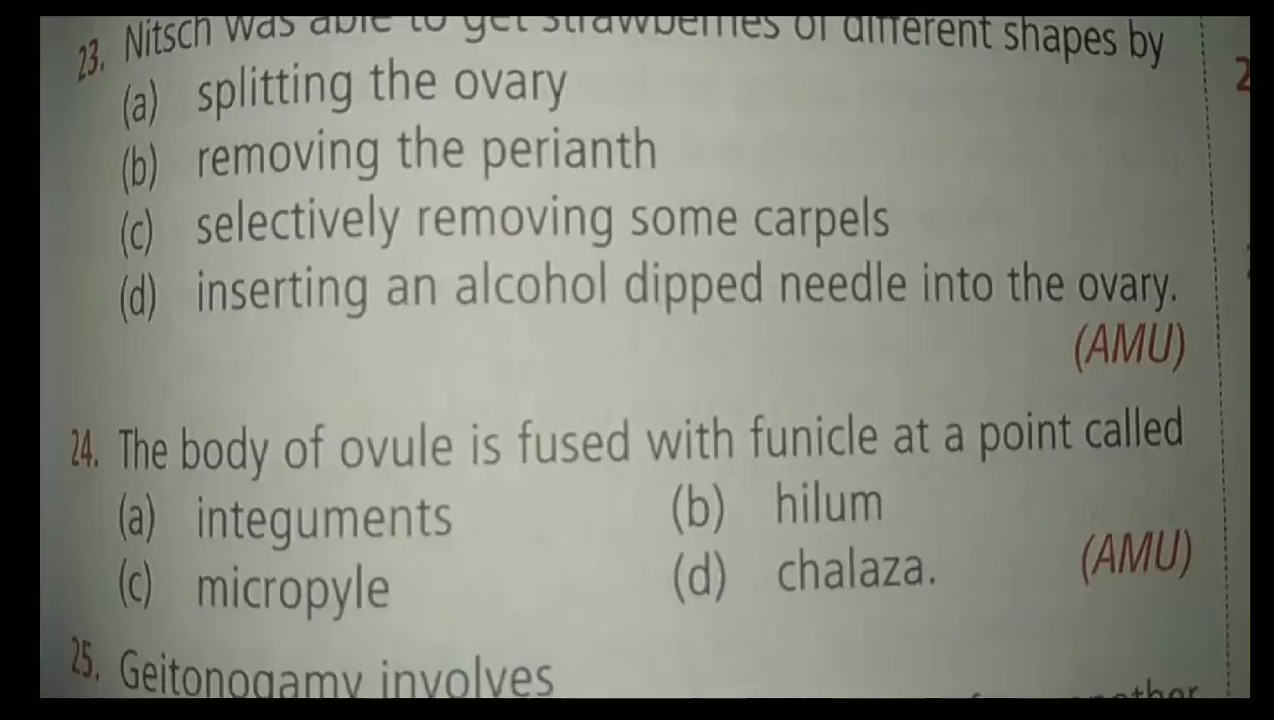 23. Nitsch was able to get strawberries of different shapes by
(a) splitting the ovary
(b) removing the perianth
(c) selectively removing some carpels
(d) inserting an alcohol dipped needle into the ovary.
(AMU)
24. The body of ovule is fused with funicle at a point called
(a) integuments (b) hilum
(c) micropyle (d) chalaza. (AMU)
25. Geitonogamy involves
2